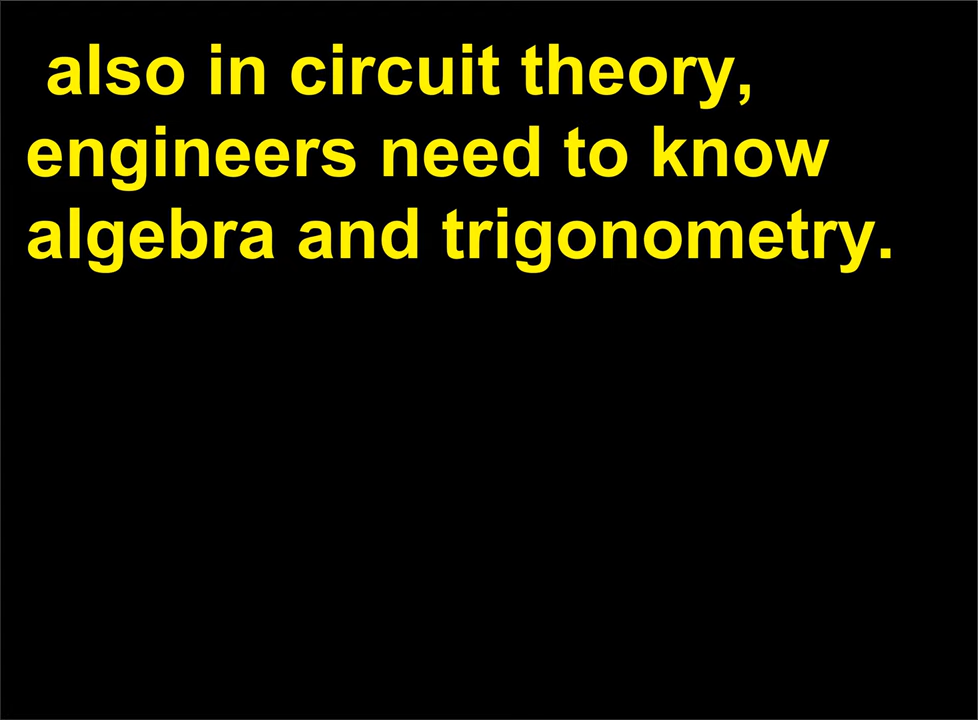 also in circuit theory,
engineers need to know
algebra and trigonometry.